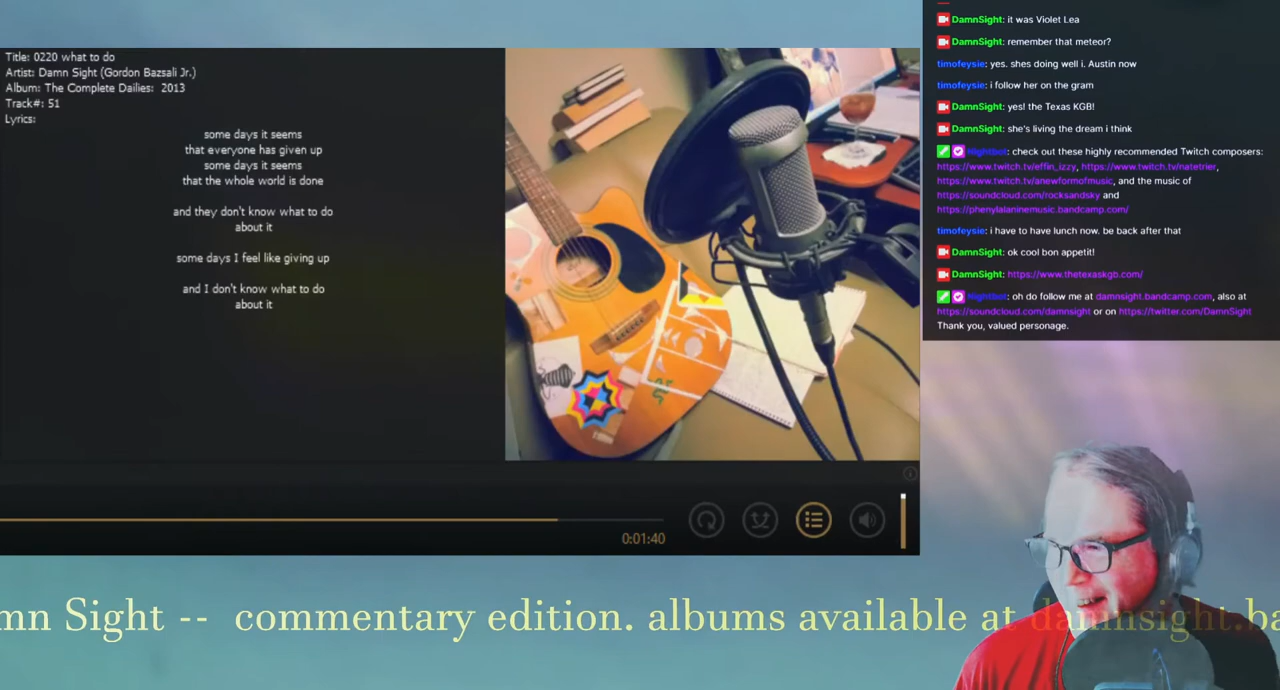 Title: 0220 what to do
Artist: Damn Sight (Gordon Bazsali Jr.)
Album: The Complete Dailies:  2013
Track#: 51
Lyrics:
some days it seems
that everyone has given up
some days it seems
that the whole world is done
and they don't know what to do
about it
some days I feel like giving up
and I don't know what to do
about it
0:01:40
DamnSight: it was Violet Lea
DamnSight: remember that meteor?
timofeysie: yes. shes doing well i. Austin now
timofeysie: i follow her on the gram
DamnSight: yes! the Texas KGB!
DamnSight: she's living the dream i think
Nightbot: check out these highly recommended Twitch composers:
https://www.twitch.tv/effin_izzy, https://www.twitch.tv/natetrier,
https://www.twitch.tv/anewformofmusic, and the music of
https://soundcloud.com/rocksandsky and
https://phenylalaninemusic.bandcamp.com/
timofeysie: i have to have lunch now. be back after that
DamnSight: ok cool bon appetit!
DamnSight: https://www.thetexaskgb.com/
Nightbot: oh do follow me at damnsight.bandcamp.com, also at
https://soundcloud.com/damnsight or on https://twitter.com/DamnSight
Thank you, valued personage.
mn Sight --  commentary edition. albums available at damnsight.ba